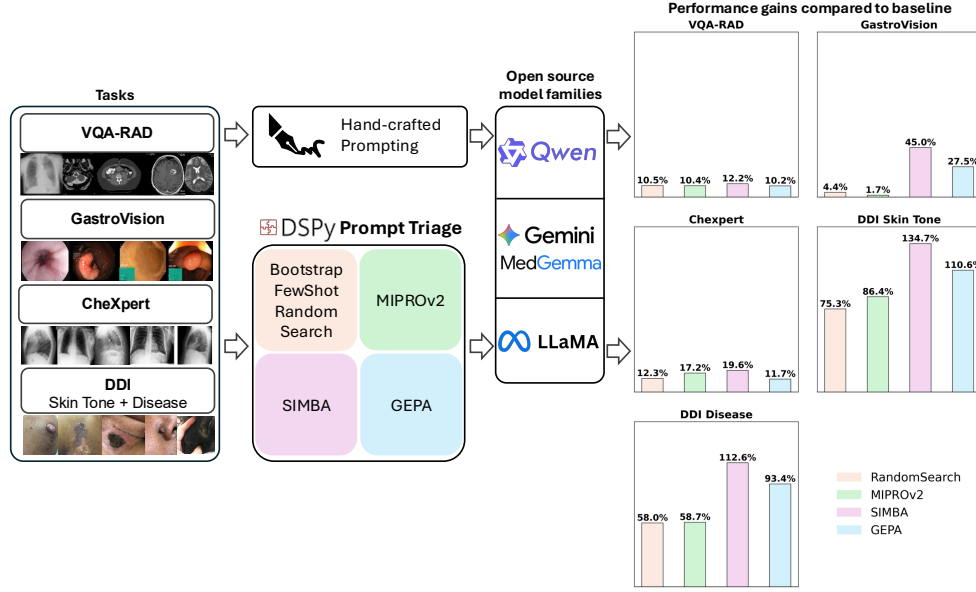 Tasks
VQA-RAD
GastroVision
CheXpert
DDI
Skin Tone + Disease
Hand-crafted
Prompting
DSPy Prompt Triage
Bootstrap
FewShot
Random
Search
MIPROv2
SIMBA
GEPA
Open source
model families
Qwen
Gemini
MedGemma
LLaMA
Performance gains compared to baseline
VQA-RAD
10.5%
10.4%
12.2%
10.2%
GastroVision
4.4%
1.7%
45.0%
27.5%
Chexpert
12.3%
17.2%
19.6%
11.7%
DDI Skin Tone
75.3%
86.4%
134.7%
110.6%
DDI Disease
58.0%
58.7%
112.6%
93.4%
RandomSearch
MIPROv2
SIMBA
GEPA